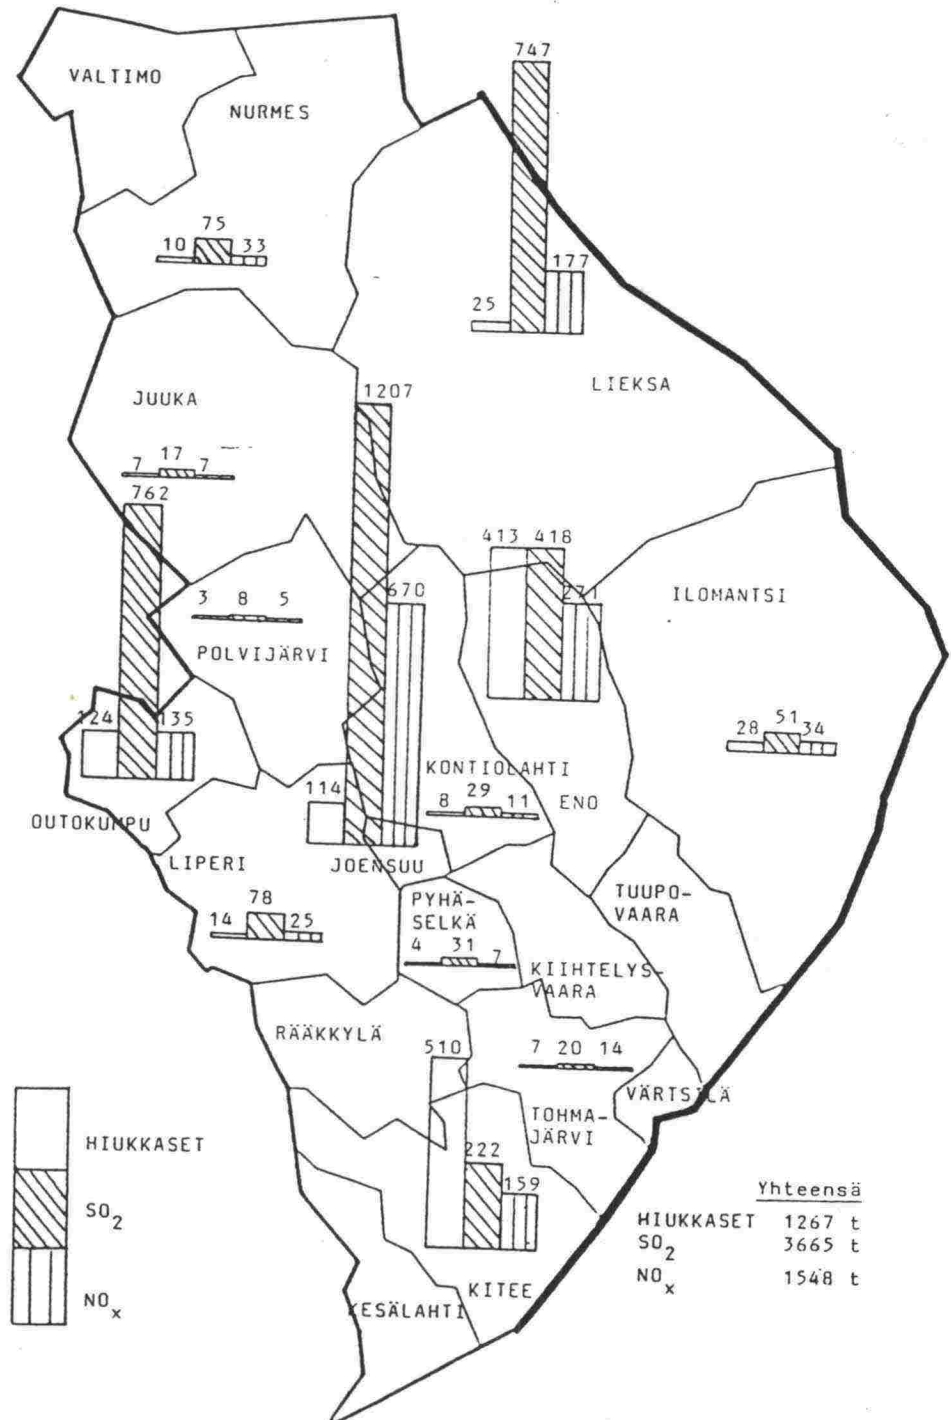 747
VALTIMO
NURMES
75
10 33
177
25
LIEKSA
1207
JUUKA
17
7 7
762
413 418
271
670
ILOMANTSI
3 8 5
POLVIJÄRVI
124 135
51
28 34
KONTIOLAHTI
29
8 11
ENO
114
OUTOKUMPU
LIPERI
JOENSUU
78
14 25
PYHÄ-
SELKÄ
4 31 7
TUUPO-
VAARA
KIIHTELYS-
VAARA
RÄÄKKYLÄ
510
7 20 14
VÄRTSILÄ
TOHMA-
JÄRVI
222
159
KITEE
KESÄLAHTI
HIUKKASET
SO2
NOx
Yhteensä
HIUKKASET 1267 t
SO2 3665 t
NOx 1548 t